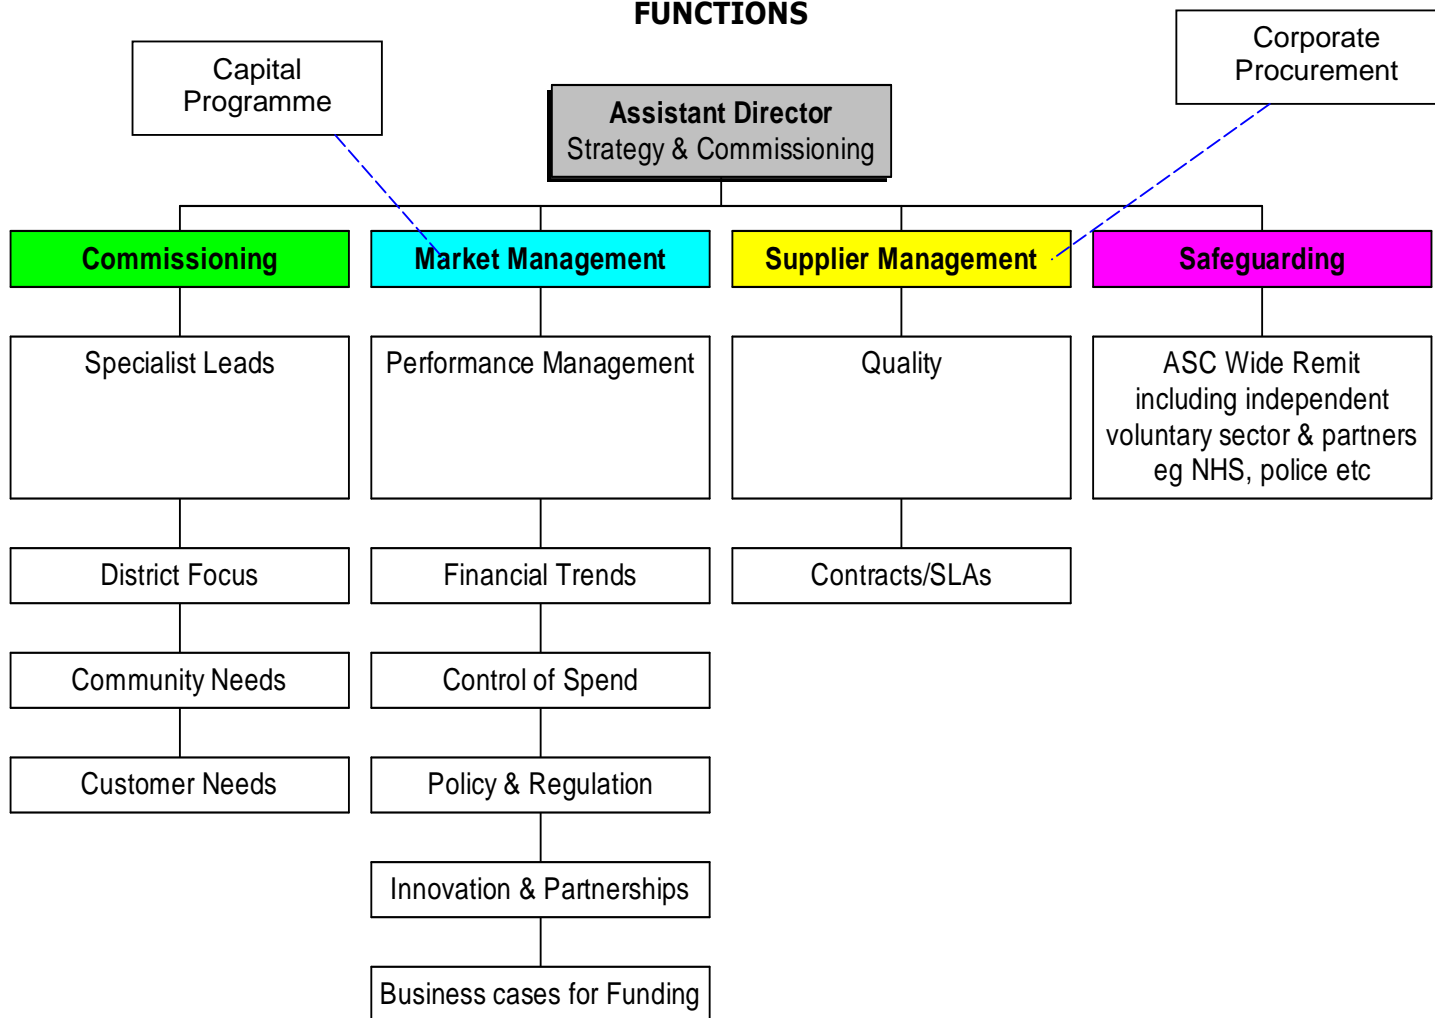 FUNCTIONS
Capital
Programme
Corporate
Procurement
Assistant Director
Strategy & Commissioning
Commissioning
Market Management
Supplier Management
Safeguarding
Specialist Leads
Performance Management
Quality
ASC Wide Remit
including independent
voluntary sector & partners
eg NHS, police etc
District Focus
Financial Trends
Contracts/SLAs
Community Needs
Control of Spend
Customer Needs
Policy & Regulation
Innovation & Partnerships
Business cases for Funding